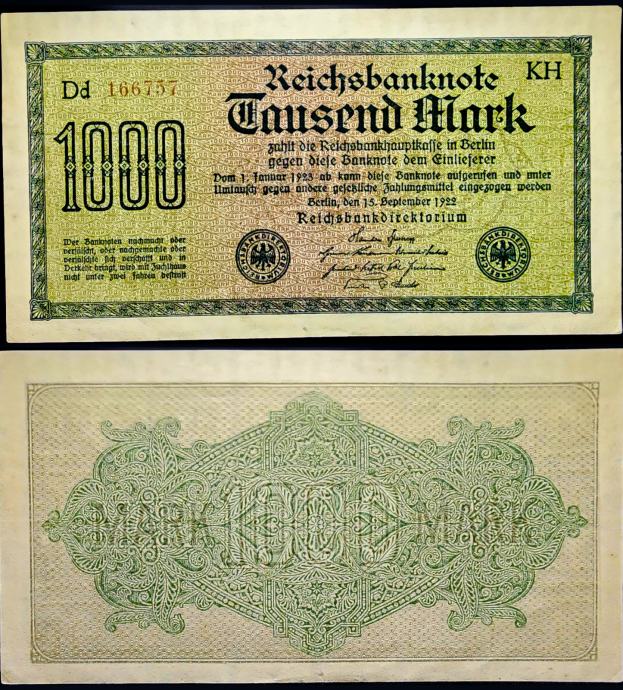 Dd 166757
KH
Reichsbanknote
Tausend Mark
1000
zahlt die Reichsbankhauptkasse in Berlin
gegen diese Banknote dem Einlieferer
Vom 1. Januar 1923 ab kann diese Banknote aufgerufen und unter
Umtausch gegen andere gesetzliche Zahlungsmittel eingezogen werden
Berlin, den 15. September 1922
Reichsbankdirektorium
Wer Banknoten nachmacht oder
verfälscht, oder nachgemachte oder
verfälschte sich verschafft und in
Verkehr bringt, wird mit Zuchthaus
nicht unter zwei Jahren bestraft
REICHSBANKDIREKTORIUM
REICHSBANKDIREKTORIUM
MARK 1000 MARK